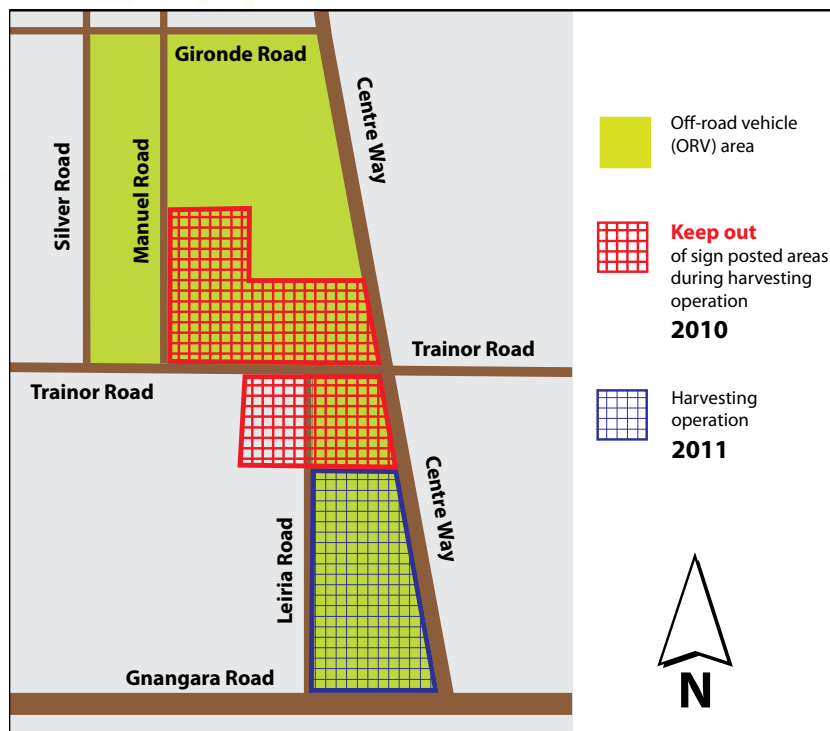 Gironde Road
Silver Road
Manuel Road
Centre Way
Trainor Road
Trainor Road
Centre Way
Leiria Road
Gnangara Road
Off-road vehicle
(ORV) area
Keep out
of sign posted areas
during harvesting
operation
2010
Harvesting
operation
2011
N